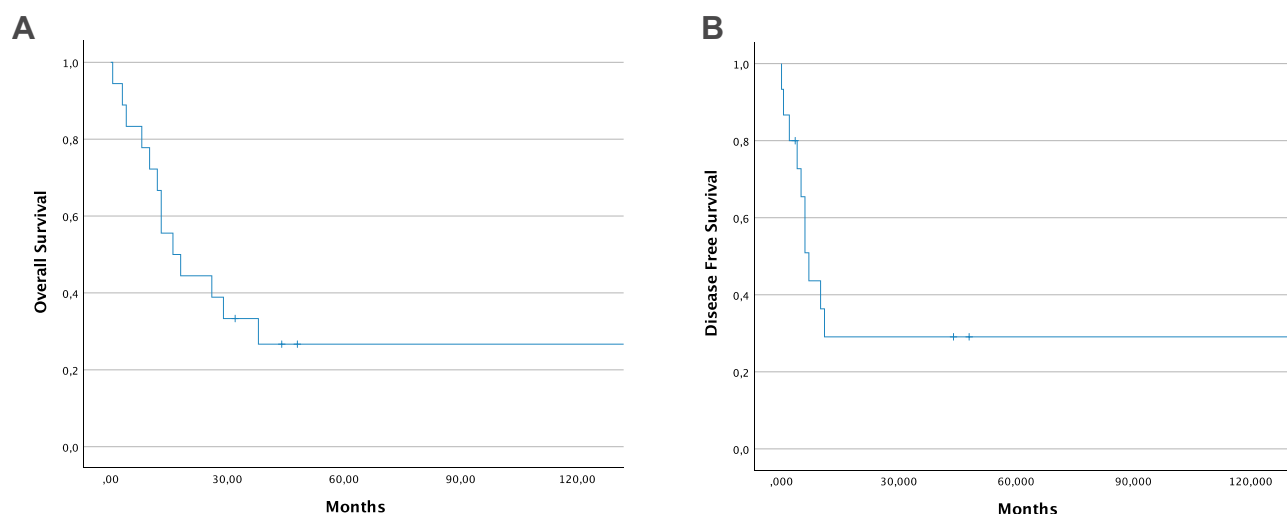 A
1,0
0,8
0,6
0,4
0,2
0,0
Overall Survival
,00 30,00 60,00 90,00 120,00
Months
B
1,0
0,8
0,6
0,4
0,2
0,0
Disease Free Survival
,000 30,000 60,000 90,000 120,000
Months